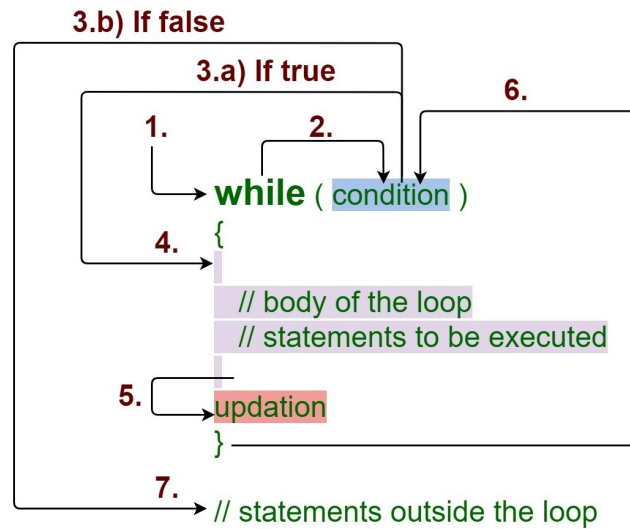 3.b) If false
3.a) If true
6.
1.
2.
while ( condition )
{
4.
// body of the loop
// statements to be executed
5.
updation
}
7.
// statements outside the loop